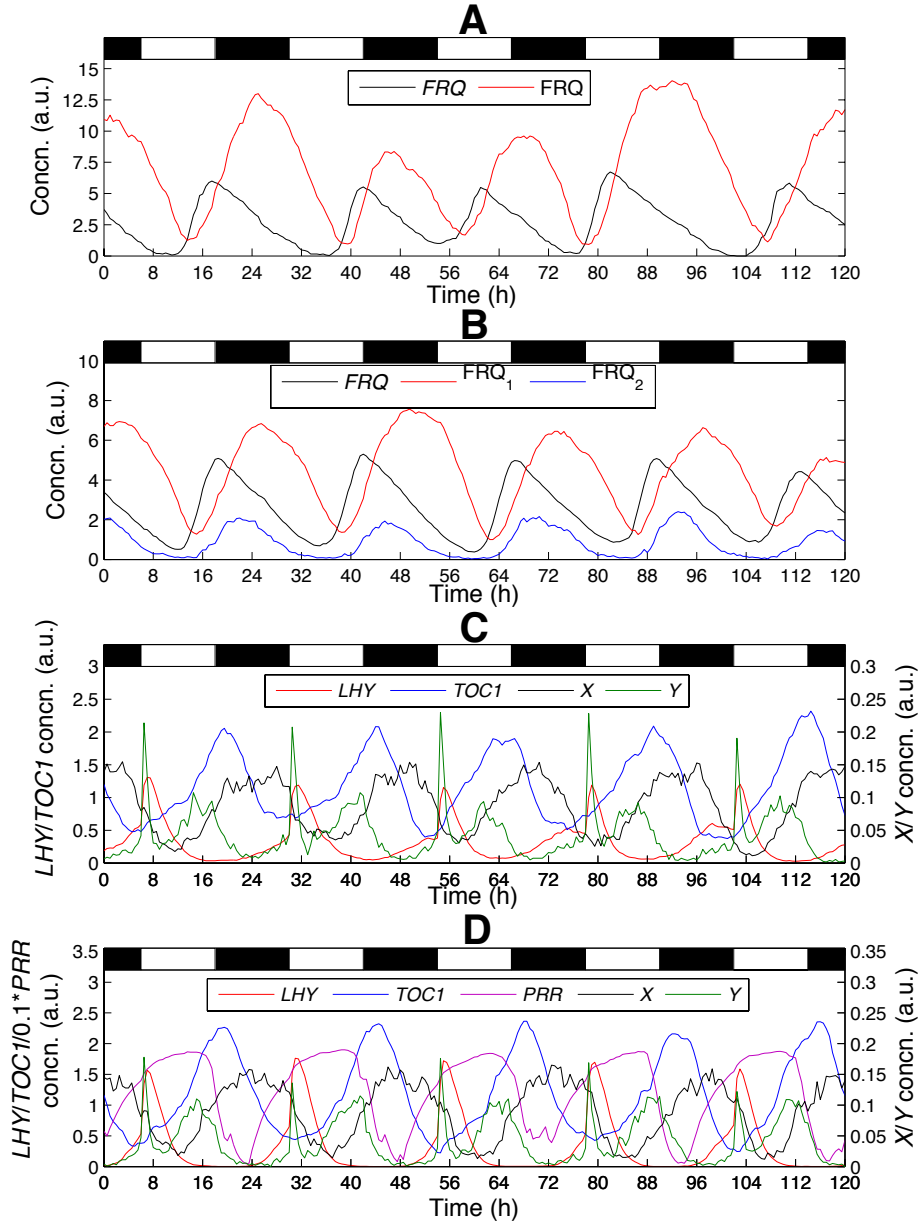 A
15
12.5
10
7.5
5
2.5
0
Concn. (a.u.)
FRQ FRQ
0 8 16 24 32 40 48 56 64 72 80 88 96 104 112 120
Time (h)
B
10
8
6
4
2
0
Concn. (a.u.)
FRQ FRQ1 FRQ2
0 8 16 24 32 40 48 56 64 72 80 88 96 104 112 120
Time (h)
C
3
2.5
2
1.5
1
0.5
0
LHY/TOC1 concn. (a.u.)
LHY TOC1 X Y
0.3
0.25
0.2
0.15
0.1
0.05
0
X/Y conc. (a.u.)
0 8 16 24 32 40 48 56 64 72 80 88 96 104 112 120
Time (h)
D
3.5
3
2.5
2
1.5
1
0.5
0
LHY/TOC1/0.1*PRR
concn. (a.u.)
LHY TOC1 PRR X Y
0.35
0.3
0.25
0.2
0.15
0.1
0.05
0
X/Y concn. (a.u.)
0 8 16 24 32 40 48 56 64 72 80 88 96 104 112 120
Time (h)